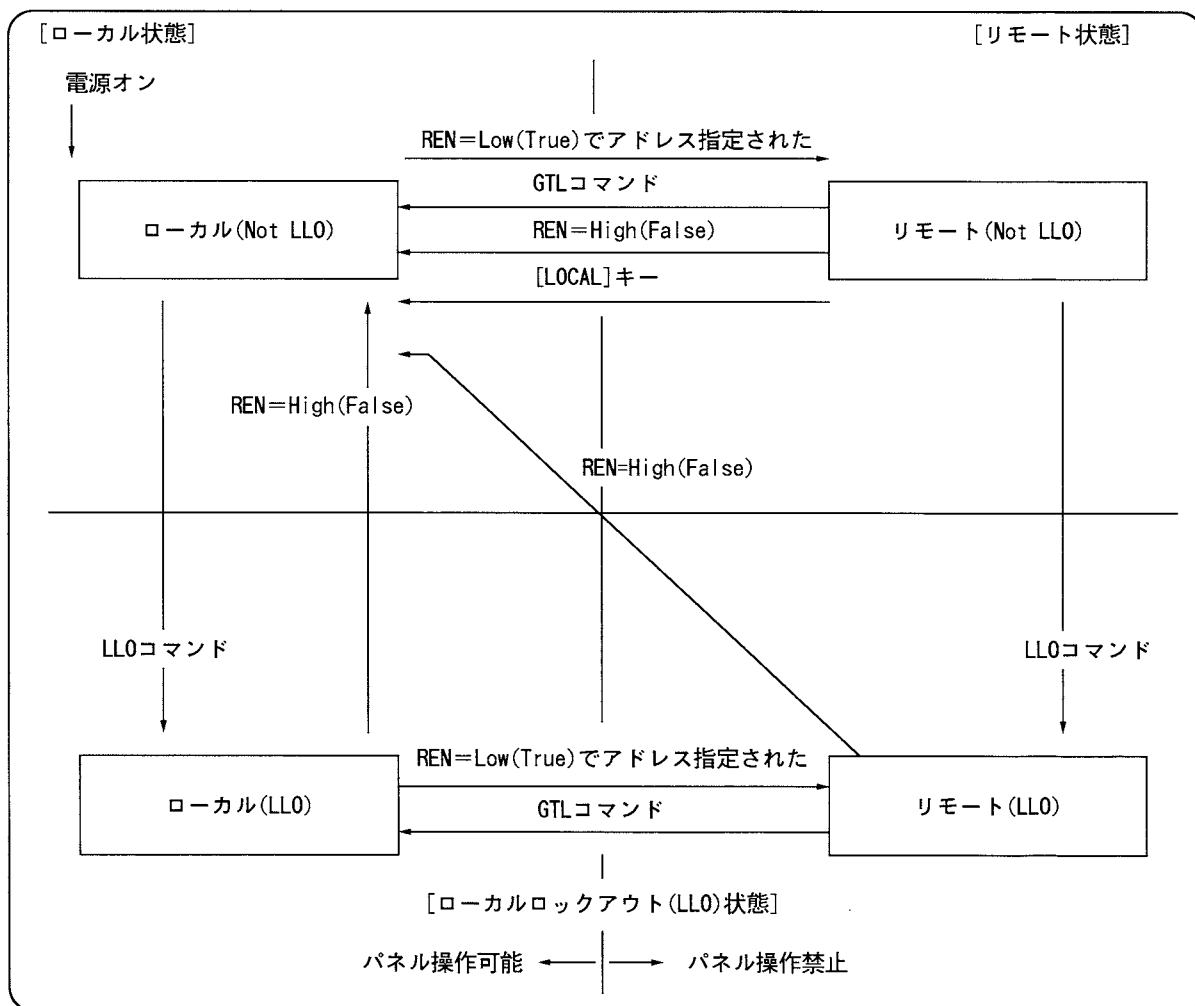 [ローカル状態]
[リモート状態]
電源オン
REN=Low(True)でアドレス指定された
GTLコマンド
ローカル(Not LLO)
リモート(Not LLO)
REN=High(False)
[LOCAL]キー
REN=High(False)
REN=High(False)
LLOコマンド
LLOコマンド
REN=Low(True)でアドレス指定された
ローカル(LLO)
リモート(LLO)
GTLコマンド
[ローカルロックアウト(LLO)状態]
パネル操作可能
パネル操作禁止